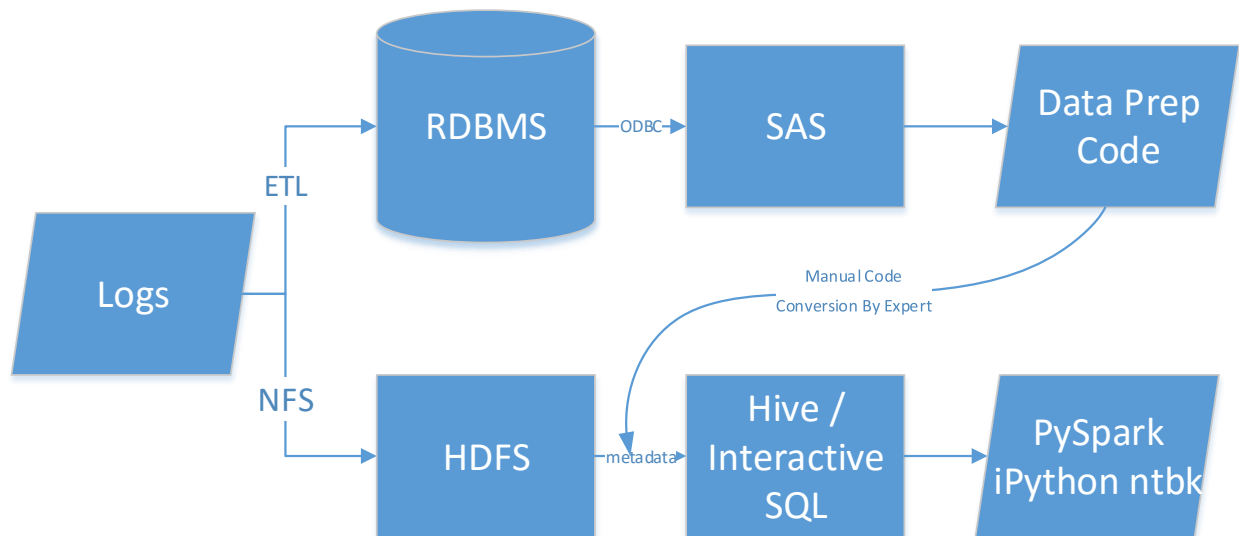 RDBMS
ODBC
SAS
Data Prep
Code
ETL
Logs
Manual Code
Conversion By Expert
NFS
HDFS
metadata
Hive /
Interactive
SQL
PySpark
iPython ntbk